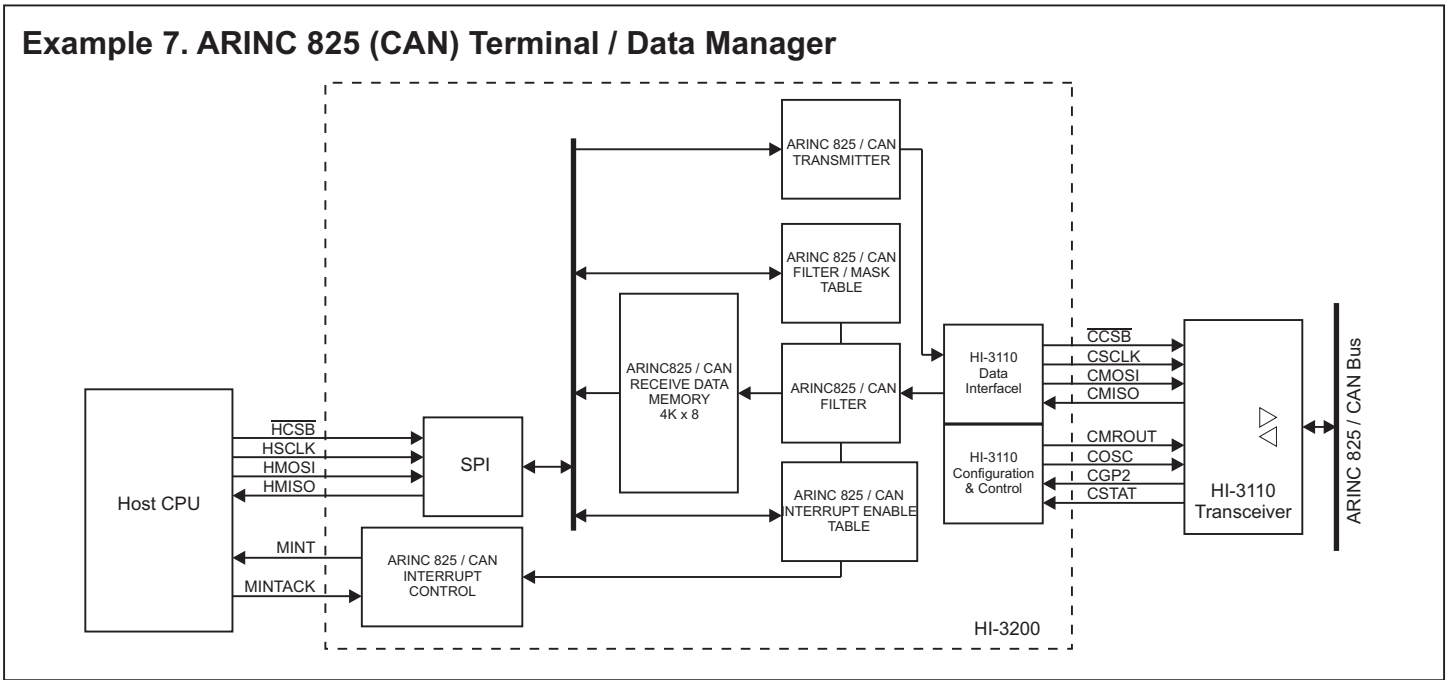 Example 7. ARINC 825 (CAN) Terminal / Data Manager
ARINC 825 / CAN
TRANSMITTER
ARINC 825 / CAN
FILTER / MASK
TABLE
ARINC825 / CAN
RECEIVE DATA
MEMORY
4K x 8
ARINC825 / CAN
FILTER
ARINC 825 / CAN
INTERRUPT ENABLE
TABLE
HI-3110
Data
Interfacel
HI-3110
Configuration
& Control
CCSB
CSCLK
CMOSI
CMISO
CMROUT
COSC
CGP2
CSTAT
HI-3110
Transceiver
ARINC 825 / CAN Bus
Host CPU
HCSB
HSCLK
HMOSI
HMISO
SPI
MINT
MINTACK
ARINC 825 / CAN
INTERRUPT
CONTROL
HI-3200